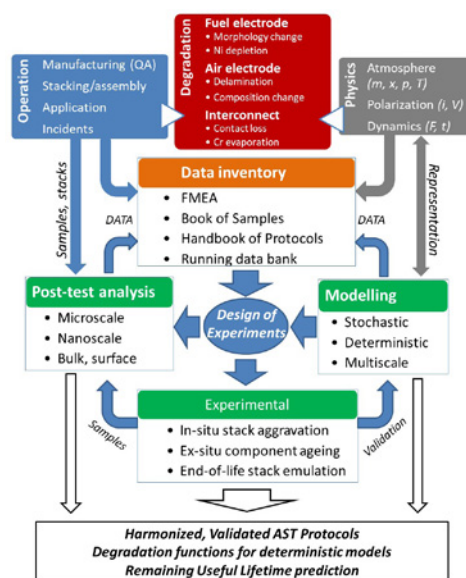 Operation
Manufacturing (QA)
Stacking/assembly
Application
Incidents
Degradation
Fuel electrode
• Morphology change
• Ni depletion
Air electrode
• Delamination
• Composition change
Interconnect
• Contact loss
• Cr evaporation
Physics
Atmosphere
(m, x, p, T)
Polarization (i, V)
Dynamics (F, t)
Samples, stacks
DATA
Data inventory
• FMEA
• Book of Samples
• Handbook of Protocols
• Running data bank
DATA
Representation
Post-test analysis
• Microscale
• Nanoscale
• Bulk, surface
Design of
Experiments
Modelling
• Stochastic
• Deterministic
• Multiscale
Samples
Experimental
• In-situ stack aggravation
• Ex-situ component ageing
• End-of-life stack emulation
Validation
Harmonized, Validated AST Protocols
Degradation functions for deterministic models
Remaining Useful Lifetime prediction